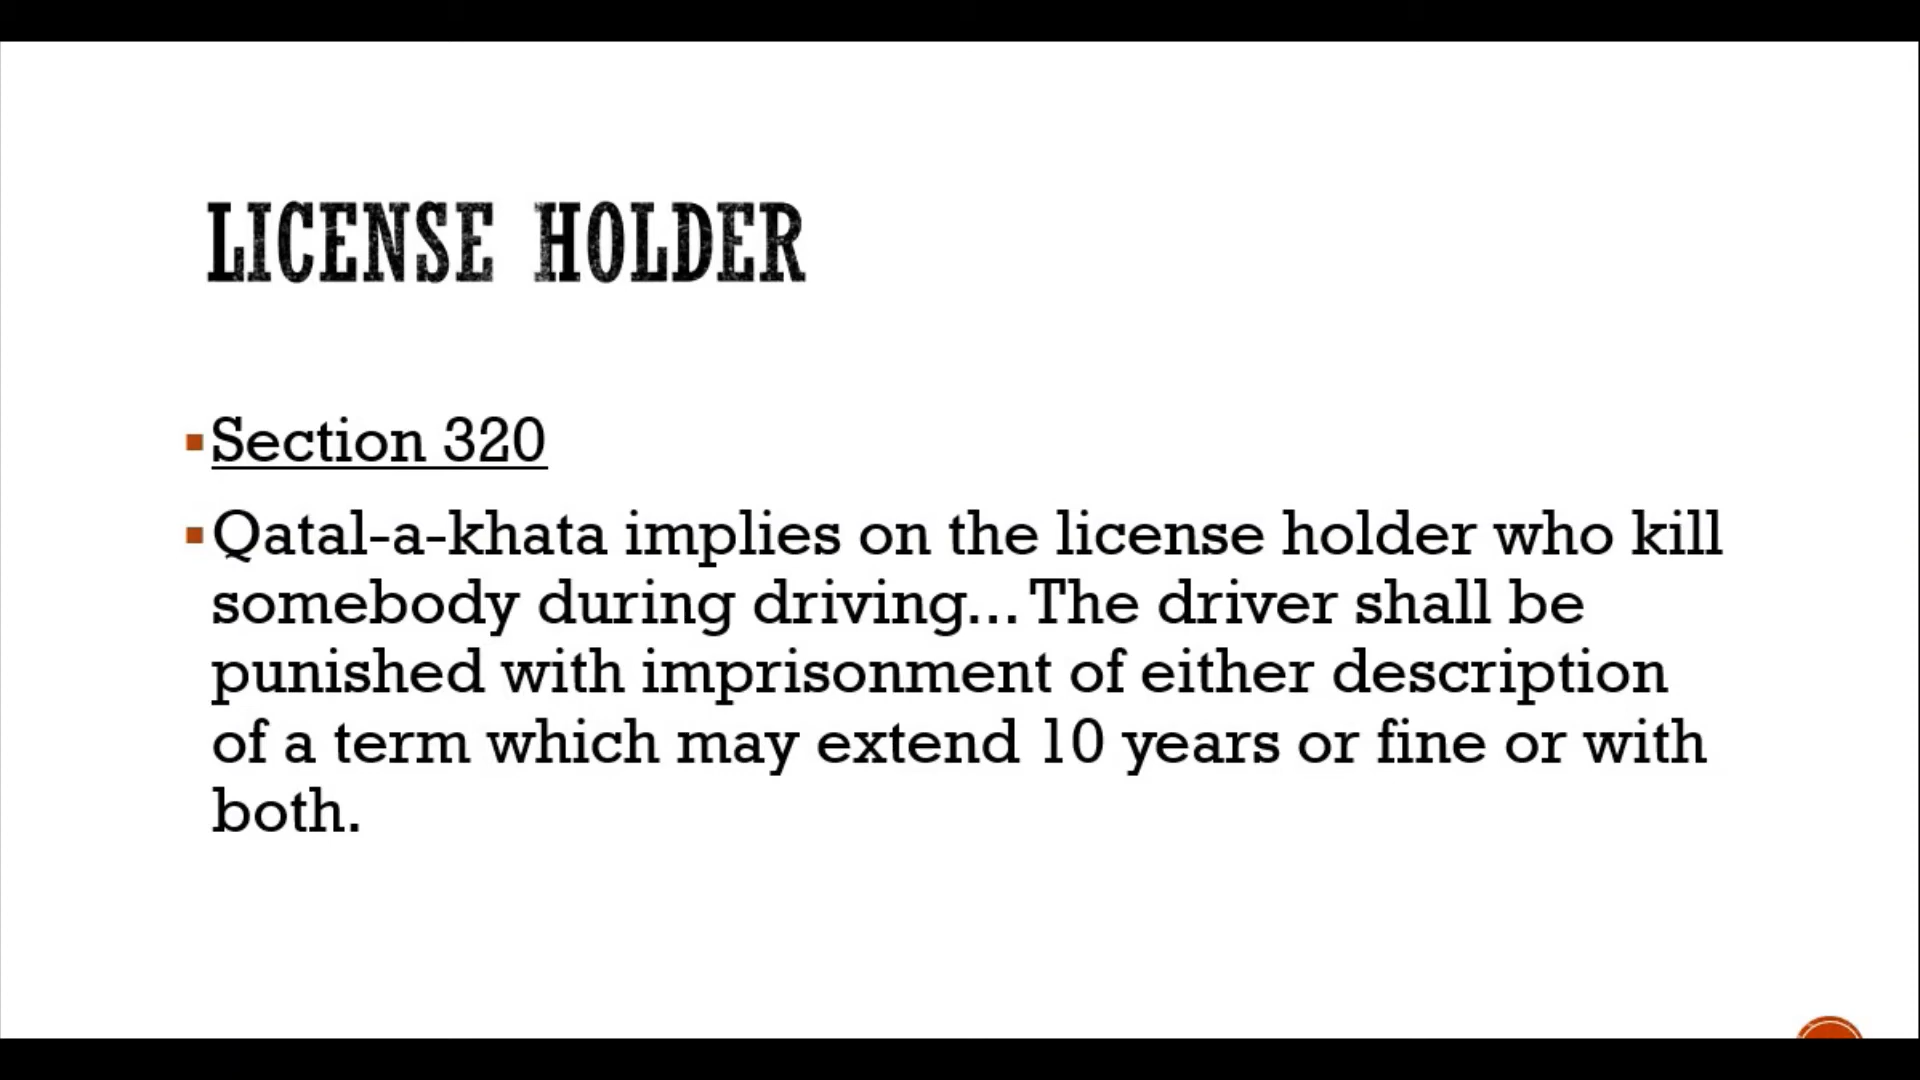 LICENSE HOLDER
Section 320
Qatal-a-khata implies on the license holder who kill
somebody during driving... The driver shall be
punished with imprisonment of either description
of a term which may extend 10 years or fine or with
both.